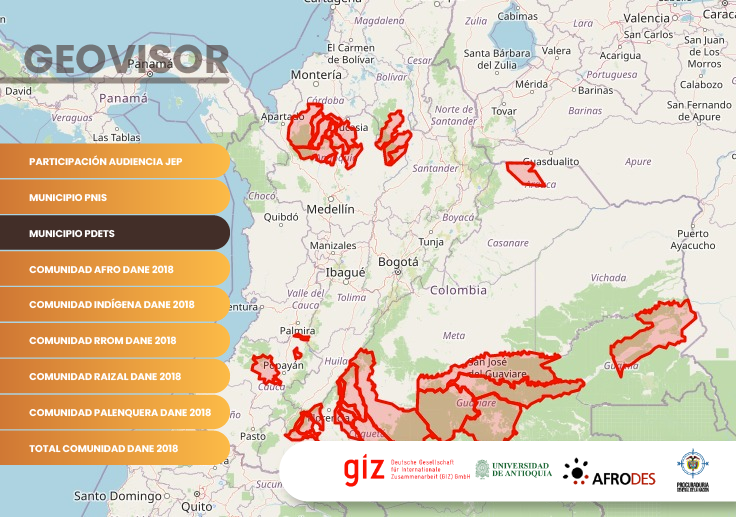 GEOVISOR
PARTICIPACIÓN AUDIENCIA JEP
MUNICIPIO PNIS
MUNICIPIO PDETS
COMUNIDAD AFRO DANE 2018
COMUNIDAD INDÍGENA DANE 2018
COMUNIDAD RROM DANE 2018
COMUNIDAD RAIZAL DANE 2018
COMUNIDAD PALENQUERA DANE 2018
TOTAL COMUNIDAD DANE 2018
Cartagena
Magdalena
Zulia
Cabimas
Lara
Valencia
Caracas
San Carlos
San Juan
de Los
Morros
El Carmen
de Bolívar
Cesar
Santa Bárbara
del Zulia
Valera
Acarigua
Panamá
Montería
Bolívar
Mérida
Portuguesa
Barinas
Calabozo
David
Panamá
Córdoba
Norte de
Santander
Tovar
Barinas
San Fernando
de Apure
Veraguas
Las Tablas
Apartadó
Caucasia
Antioquia
Santander
Guasdualito
Apure
Arauca
Chocó
Quibdó
Medellín
Boyacá
Tunja
Casanare
Puerto
Ayacucho
Manizales
Bogotá
Ibagué
Colombia
Vichada
Valle del
Cauca
Tolima
Palmira
Meta
Huila
San José
del Guaviare
Guainía
Popayán
Cauca
Guaviare
Florencia
Caquetá
Pasto
Santo Domingo
Quito
giz
Deutsche Gesellschaft
für Internationale
Zusammenarbeit (GIZ) GmbH
UNIVERSIDAD
DE ANTIOQUIA
AFRODES
PROCURADURIA
GENERAL DE LA NACION